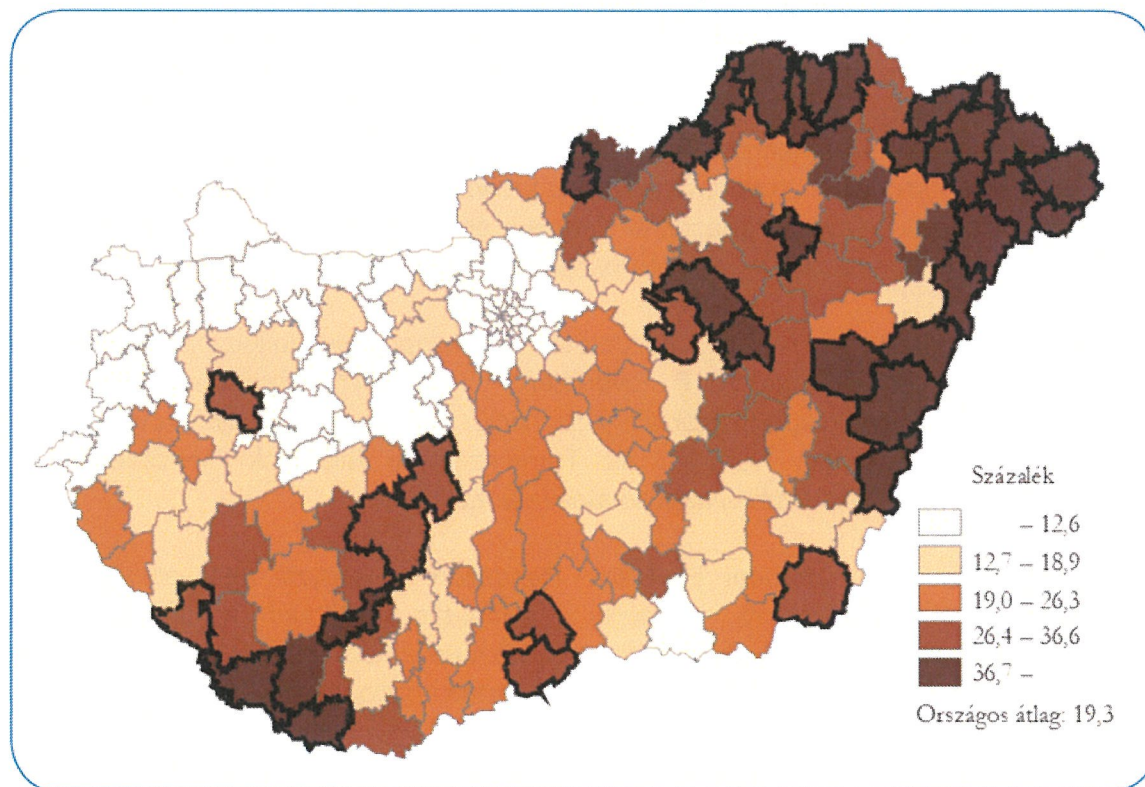 Százalék
– 12,6
12,7 – 18,9
19,0 – 26,3
26,4 – 36,6
36,7 –
Országos átlag: 19,3